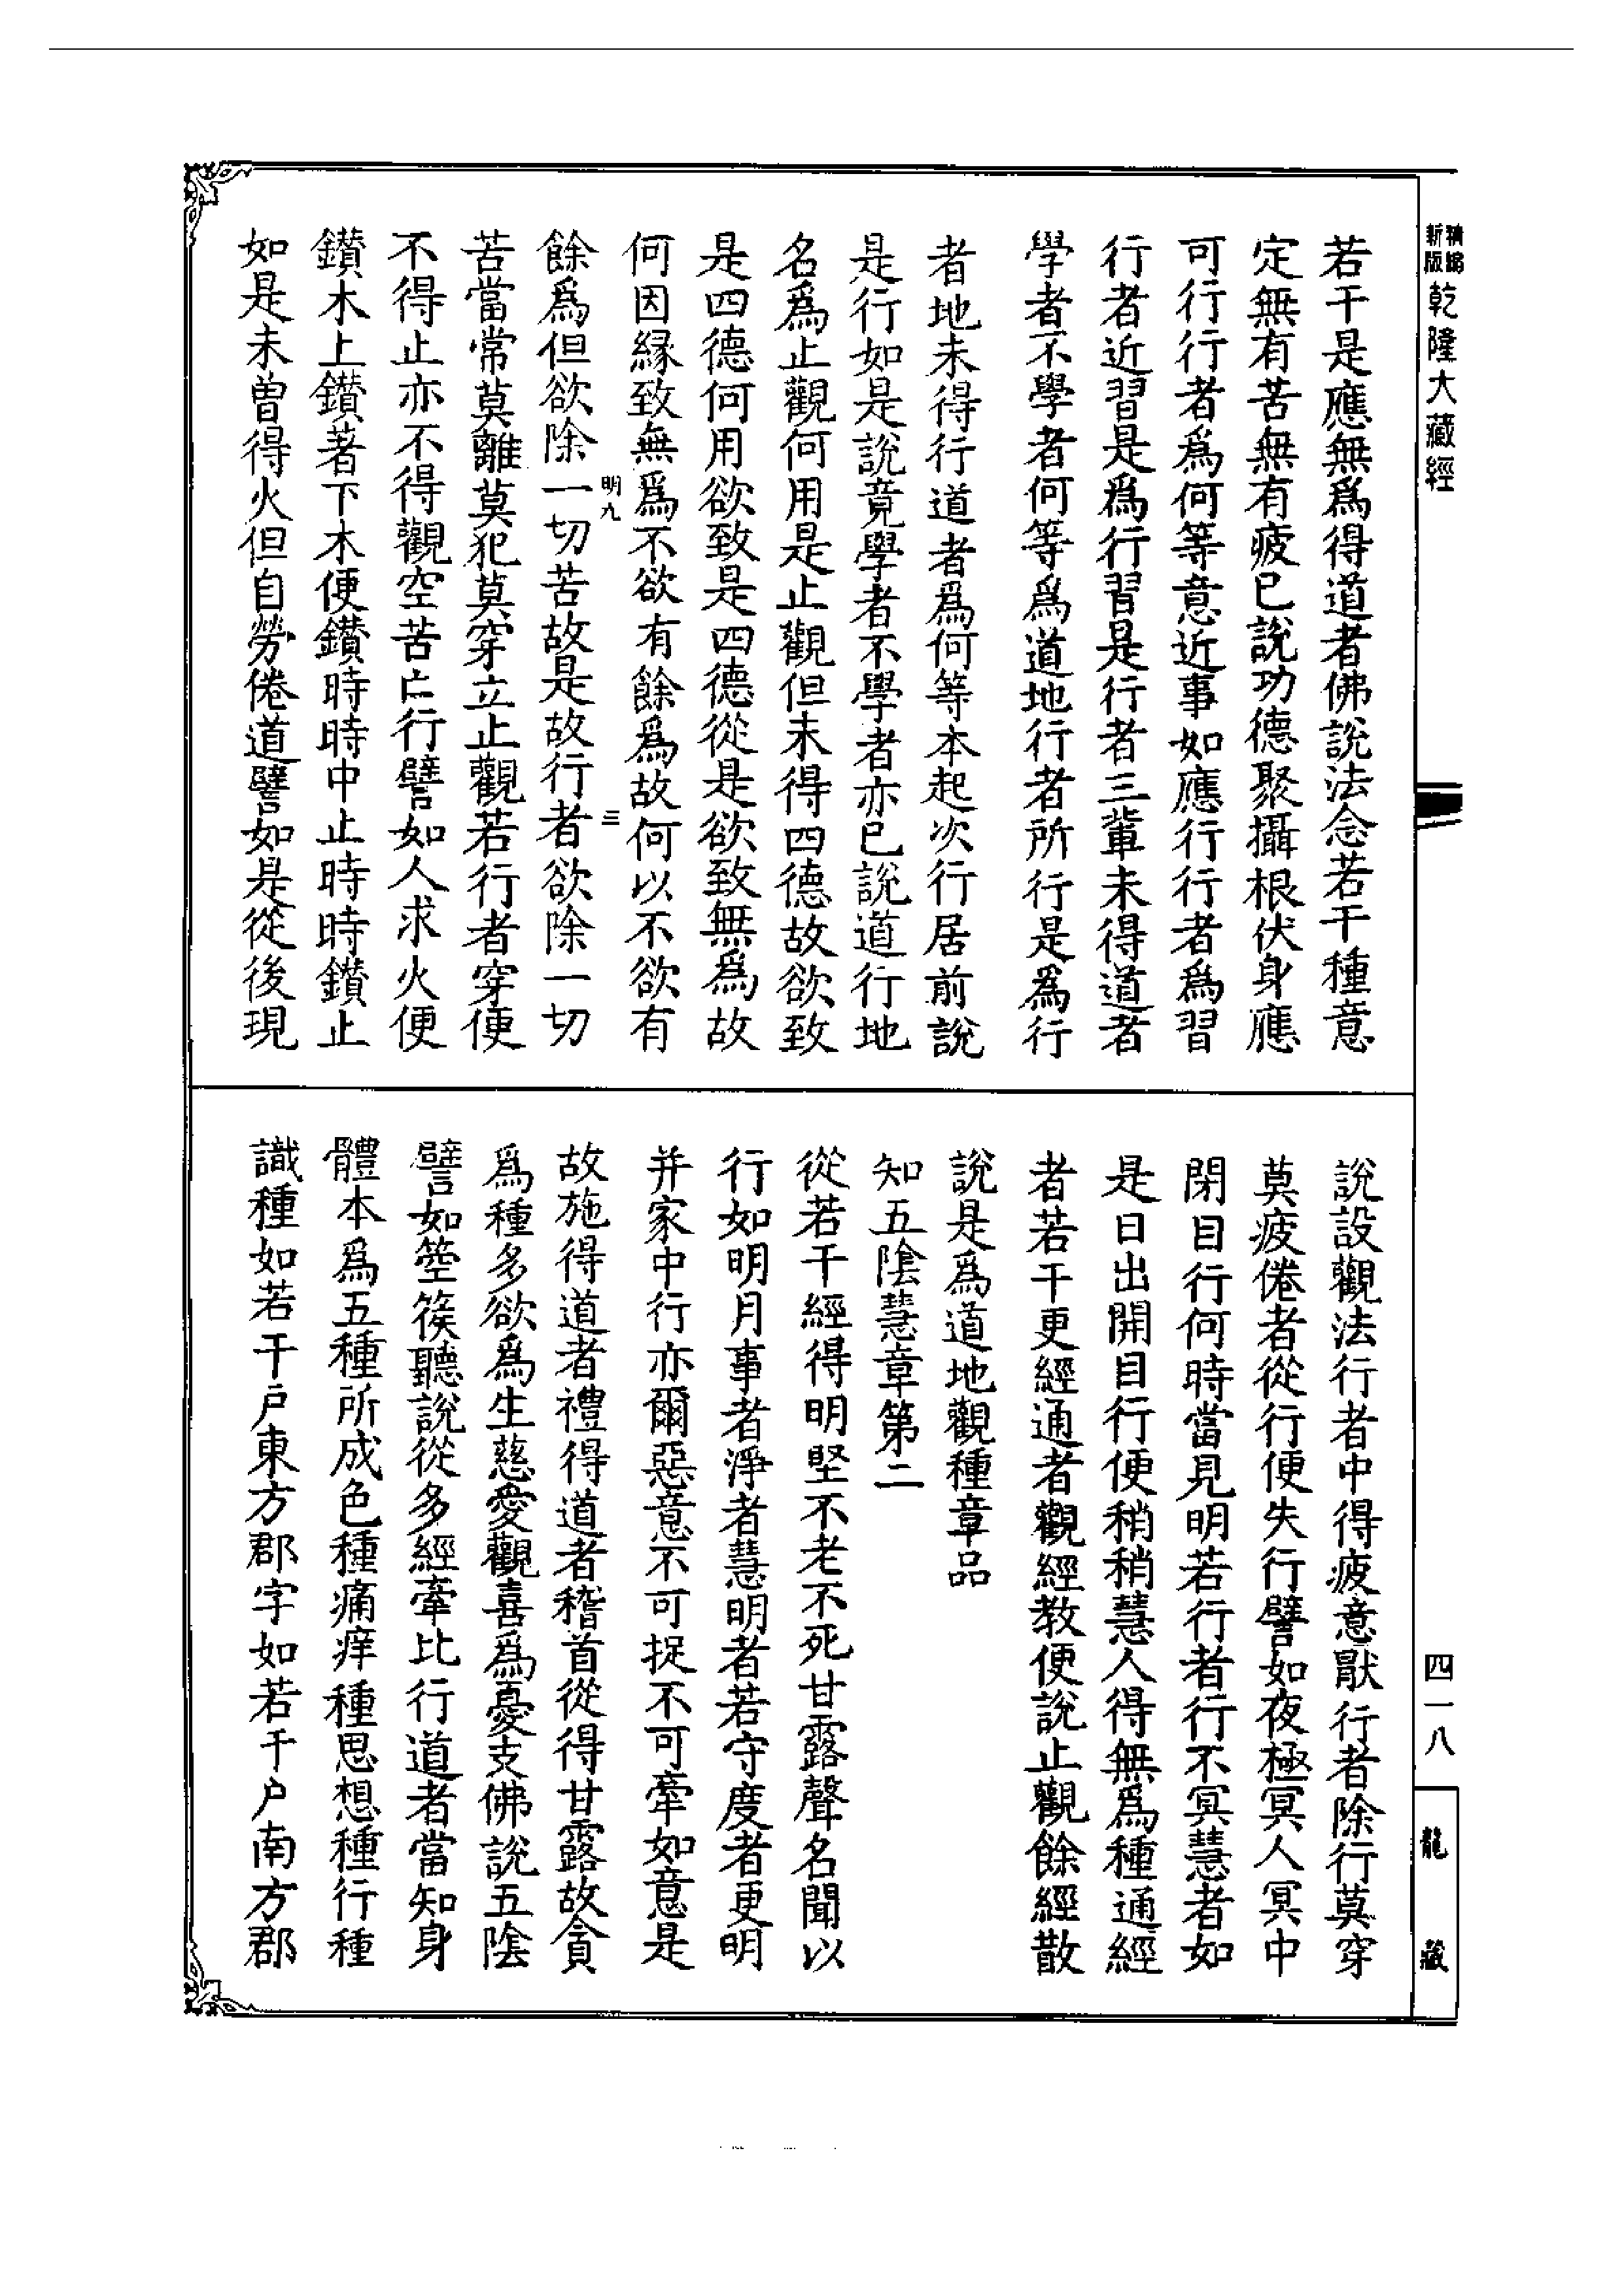 精縮
新版
乾隆大藏經
若干是應無爲得道者佛說法念若干種意
定無有苦無有疲已說功德聚攝根伏身應
可行行者爲何等意近事如應行行者爲習
行者近習是爲行習是行者三輩未得道者
學者不學者何等爲道地行者所行是爲行
者地未得行道者爲何等本起次行居前說
是行如是說竟學者不學者亦已說道行地
名爲止觀何用是止觀但未得四德故欲致
是四德何用欲致是四德從是欲致無爲故
何因緣致無爲不欲有餘爲故何以不欲有
明九
三
餘爲但欲除一切苦故是故行者欲除一切
苦當常莫離莫犯莫穿立止觀若行者穿便
不得止亦不得觀空苦亡行譬如人求火便
鑚木上鑚著下木便鑚時時中止時時鑚止
如是未曾得火但自勞倦道譬如是從後現
說設觀法行者中得疲意猒行者除行莫穿
莫疲倦者從行便失行譬如夜極冥人冥中
閉目行何時當見明若行者行不冥慧者如
是日出開目行便稍稍慧人得無爲種通經
者若干更經通者觀經教便說止觀餘經散
說是爲道地觀種章品
知五隂慧章第二
從若干經得明堅不老不死甘露聲名聞以
行如明月事者淨者慧明者若守度者更明
并家中行亦爾惡意不可捉不可牽如意是
故施得道者禮得道者稽首從得甘露故貪
爲種多欲爲生慈愛觀喜爲憂支佛說五隂
譬如箜篌聽說從多經牽比行道者當知身
體本爲五種所成色種痛痒種思想種行種
識種如若干戶東方郡字如若干戶南方郡
四一八
龍藏